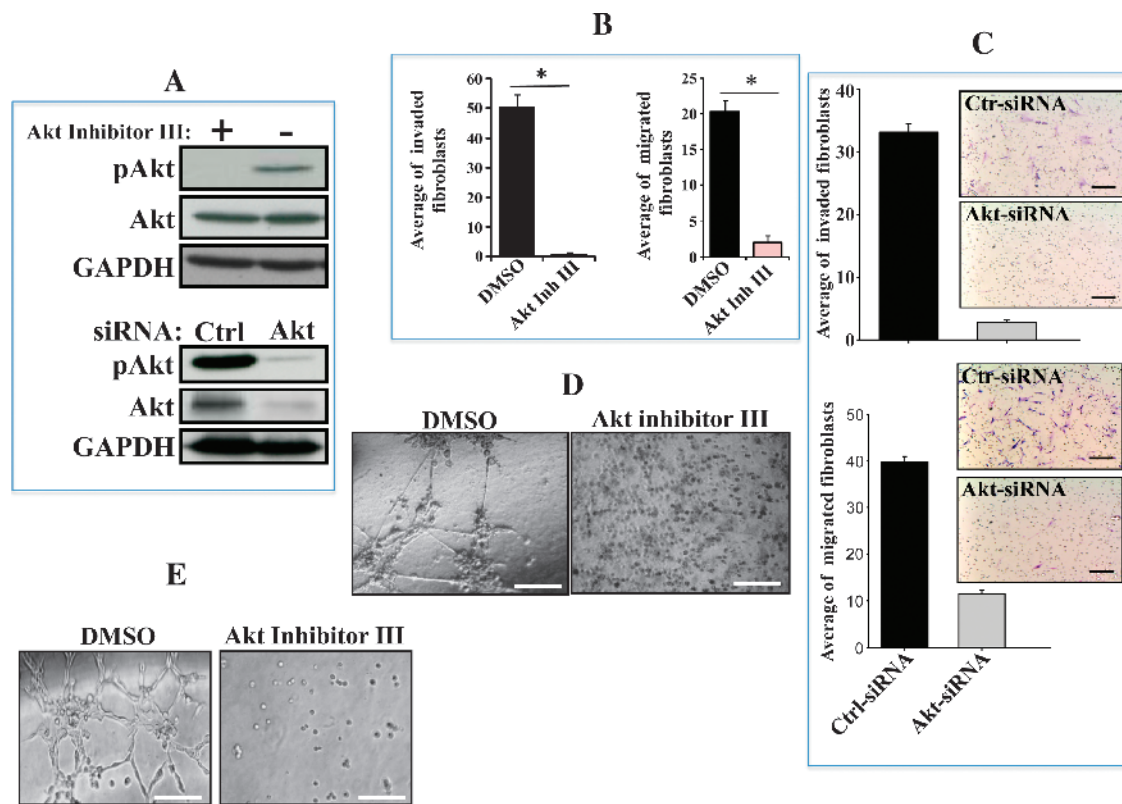 A
Akt Inhibitor III: + -
pAkt
Akt
GAPDH
siRNA: Ctrl Akt
pAkt
Akt
GAPDH
B
Average of invaded
fibroblasts
60
50
40
30
20
10
0
DMSO
Akt Inh III
*
Average of migrated
fibroblasts
25
20
15
10
5
0
DMSO
Akt Inh III
*
C
Average of invaded fibroblasts
40
30
20
10
0
Ctr-siRNA
Akt-siRNA
Average of migrated fibroblasts
50
40
30
20
10
0
Ctr-siRNA
Akt-siRNA
Ctrl-siRNA
Akt-siRNA
D
DMSO
Akt inhibitor III
E
DMSO
Akt Inhibitor III